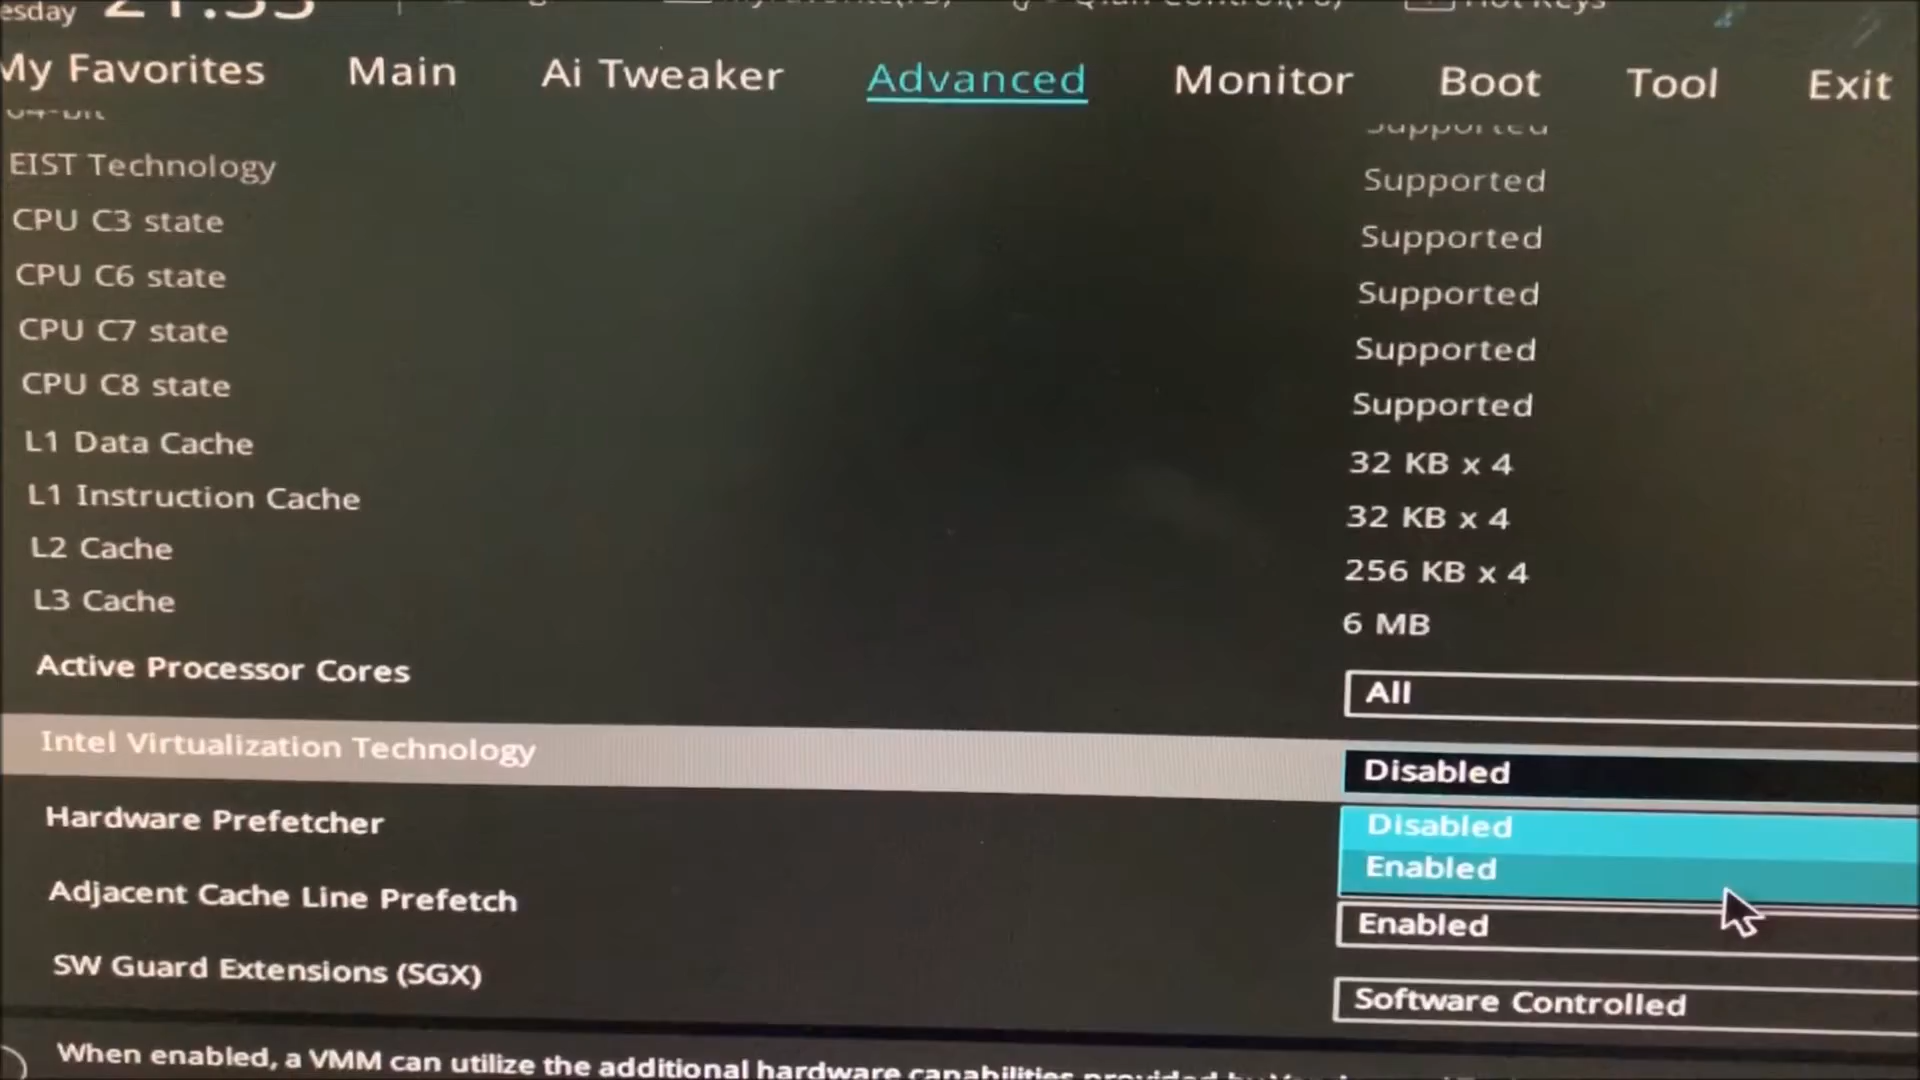 esday
My Favorites Main Ai Tweaker Advanced Monitor Boot Tool Exit
EIST Technology Supported
CPU C3 state Supported
CPU C6 state Supported
CPU C7 state Supported
CPU C8 state Supported
L1 Data Cache 32 KB x 4
L1 Instruction Cache 32 KB x 4
L2 Cache 256 KB x 4
L3 Cache 6 MB
Active Processor Cores All
Intel Virtualization Technology Disabled
Disabled
Hardware Prefetcher
Enabled
Adjacent Cache Line Prefetch Enabled
SW Guard Extensions (SGX) Software Controlled
When enabled, a VMM can utilize the additional hardware capabilities provided by